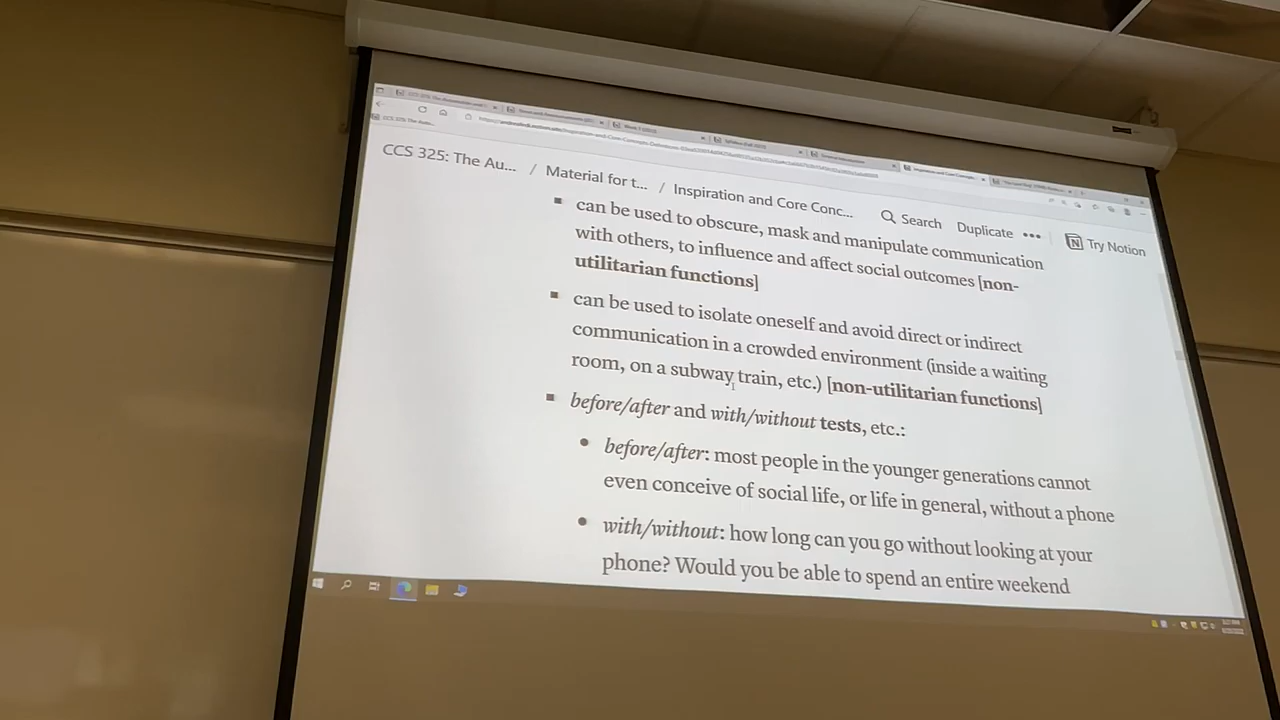 CCS 325: The Au... / Material for t... / Inspiration and Core Conc... Search Duplicate ••• Try Notion
can be used to obscure, mask and manipulate communication
with others, to influence and affect social outcomes [non-
utilitarian functions]
can be used to isolate oneself and avoid direct or indirect
communication in a crowded environment (inside a waiting
room, on a subway train, etc.) [non-utilitarian functions]
before/after and with/without tests, etc.:
before/after: most people in the younger generations cannot
even conceive of social life, or life in general, without a phone
with/without: how long can you go without looking at your
phone? Would you be able to spend an entire weekend